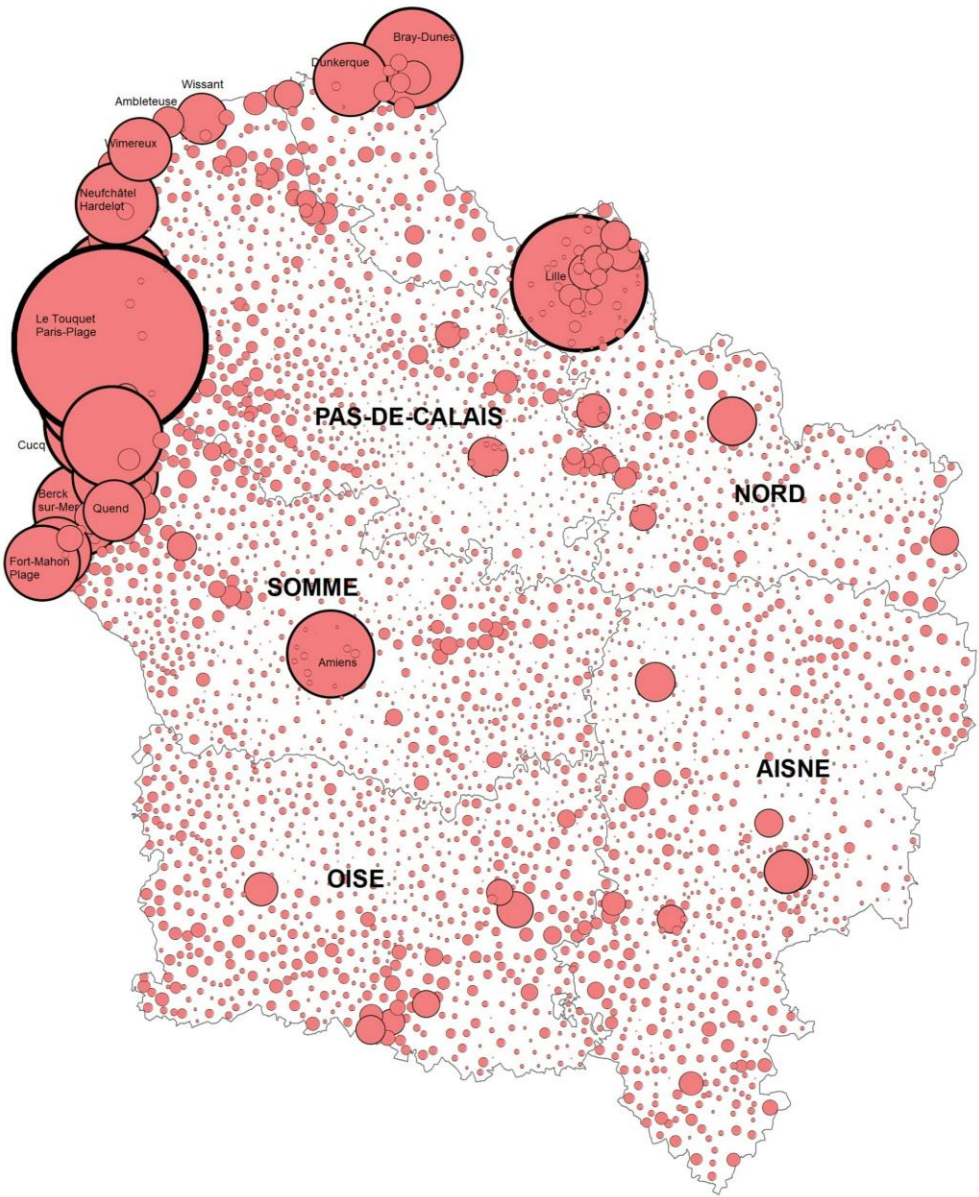 Bray-Dunes
Dunkerque
Wissant
Ambleteuse
Wimereux
Neufchâtel
Hardelot
Lille
Le Touquet
Paris-Plage
PAS-DE-CALAIS
Cucq
NORD
Berck
sur-Mer
Quend
Fort-Mahon
Plage
SOMME
Amiens
AISNE
OISE